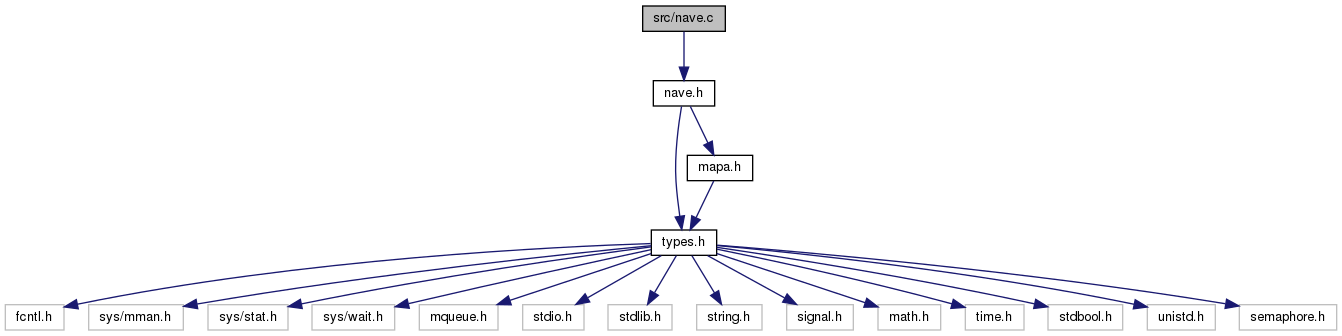 src/nave.c
nave.h
mapa.h
types.h
fcntl.h
sys/mman.h
sys/stat.h
sys/wait.h
mqueue.h
stdio.h
stdlib.h
string.h
signal.h
math.h
time.h
stdbool.h
unistd.h
semaphore.h